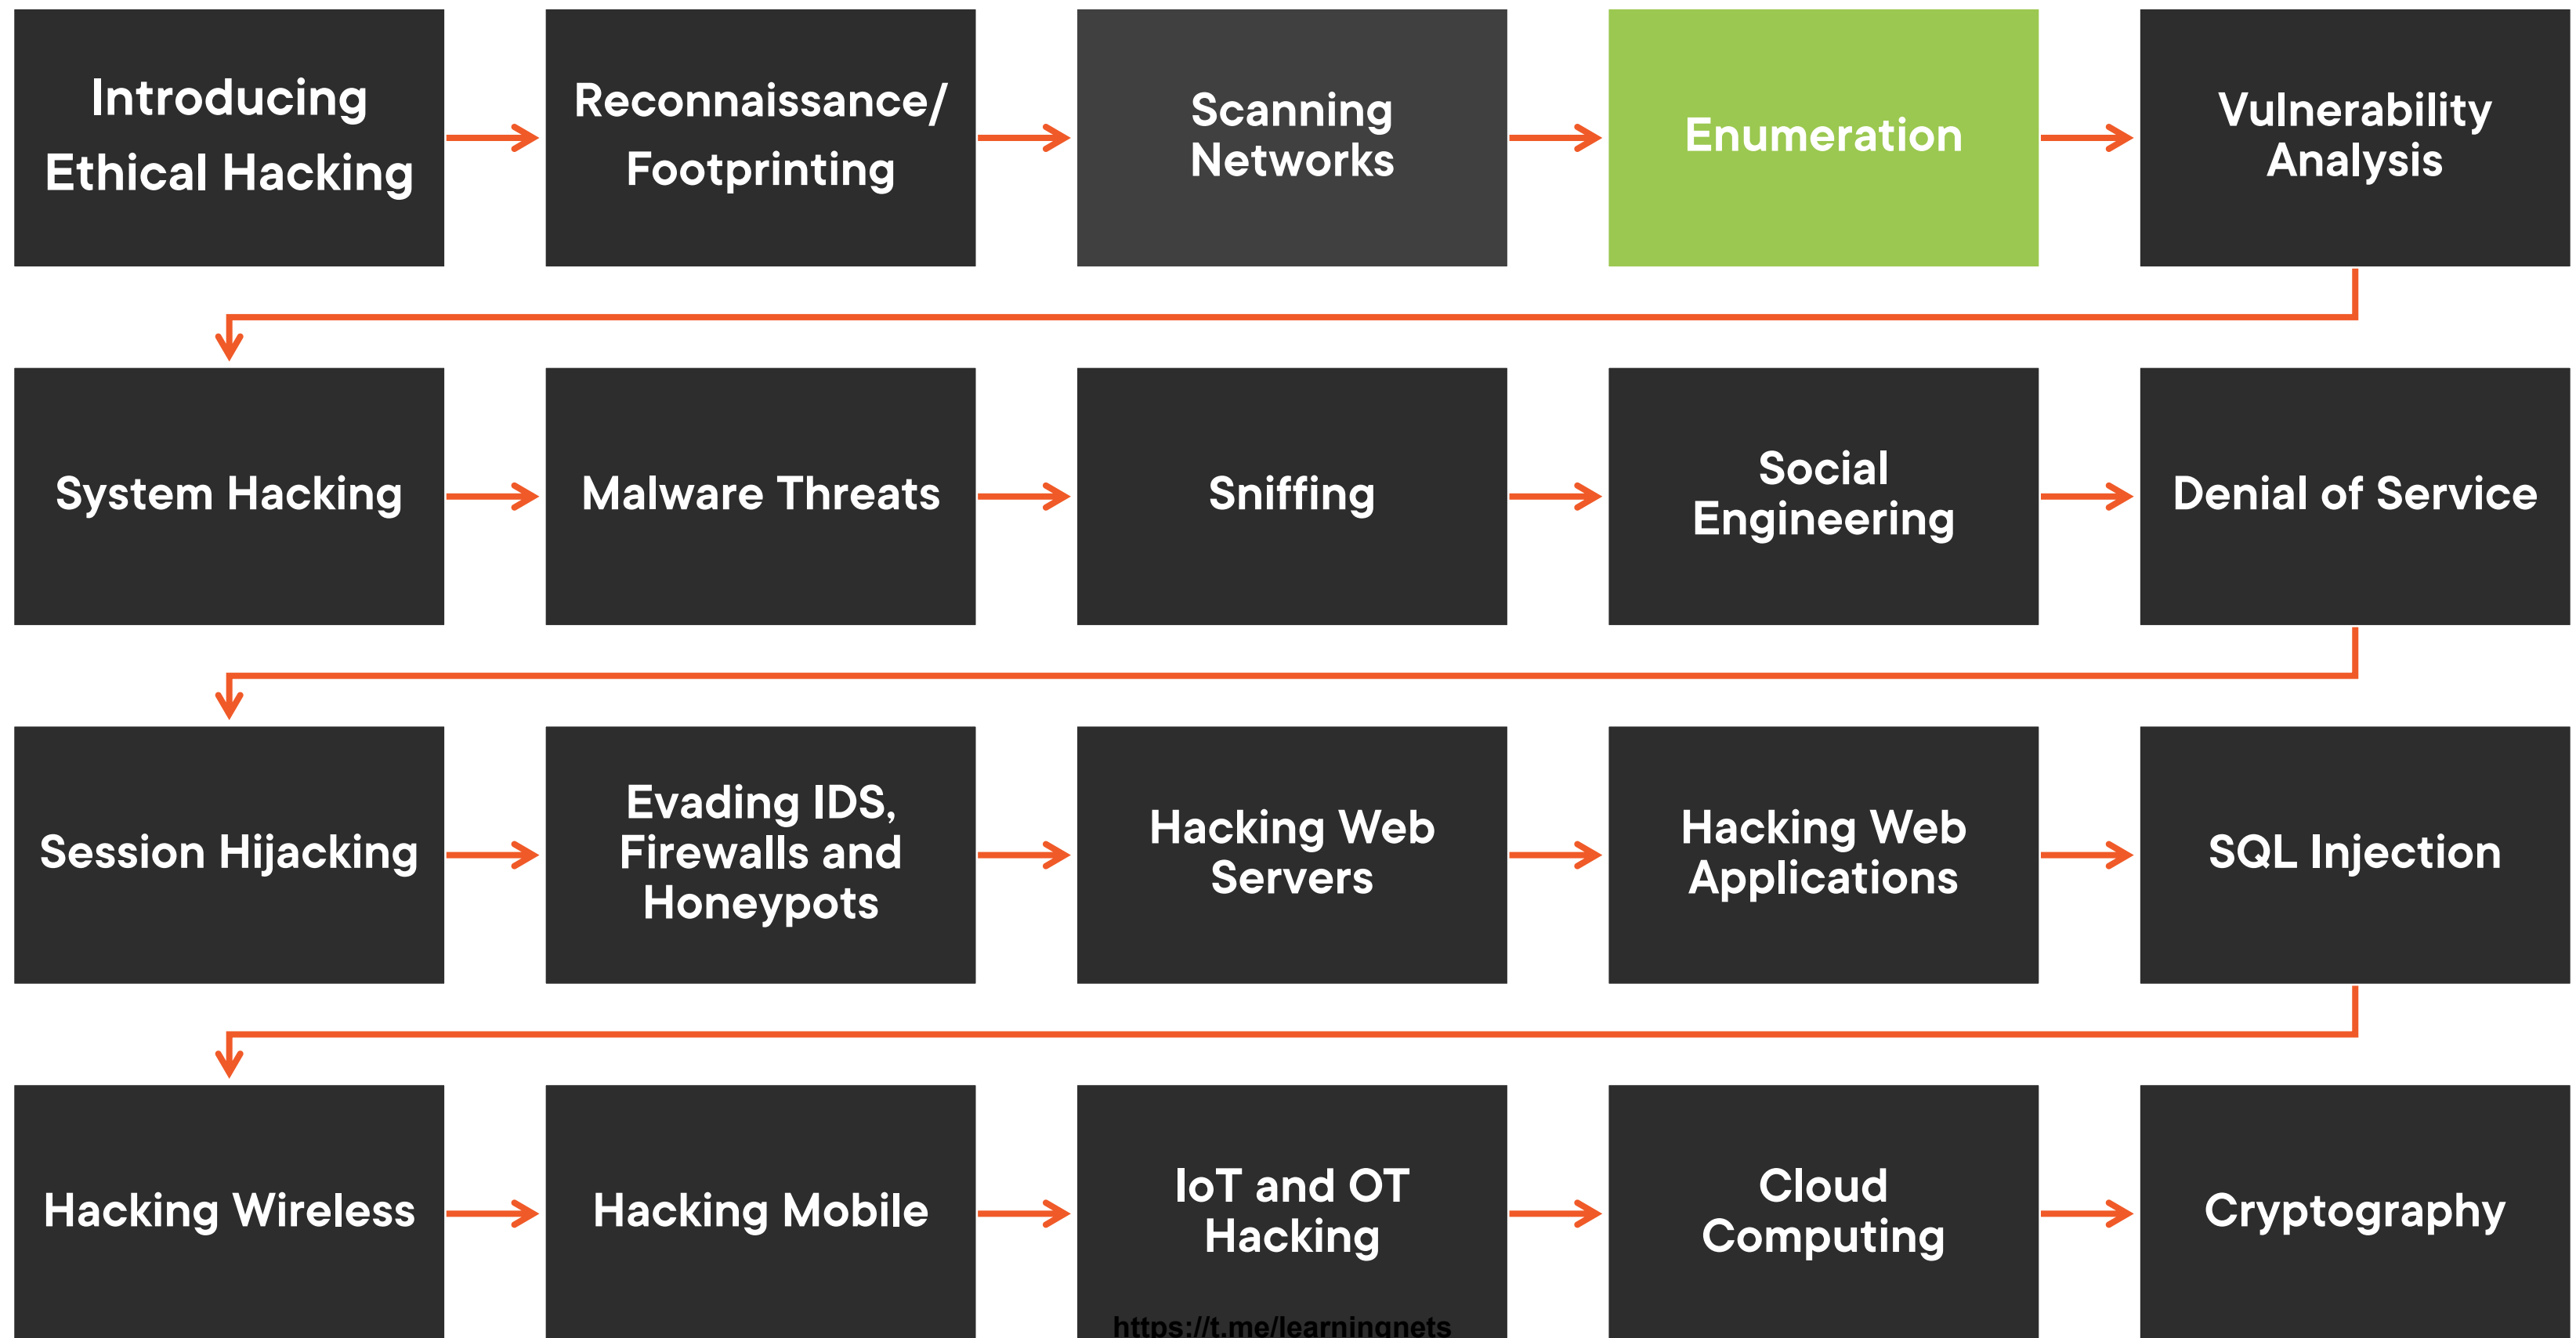 Introducing
Ethical Hacking
Reconnaissance/
Footprinting
Scanning
Networks
Enumeration
Vulnerability
Analysis
System Hacking
Malware Threats
Sniffing
Social
Engineering
Denial of Service
Session Hijacking
Evading IDS,
Firewalls and
Honeypots
Hacking Web
Servers
Hacking Web
Applications
SQL Injection
Hacking Wireless
Hacking Mobile
IoT and OT
Hacking
Cloud
Computing
Cryptography
https://t.me/learningnets